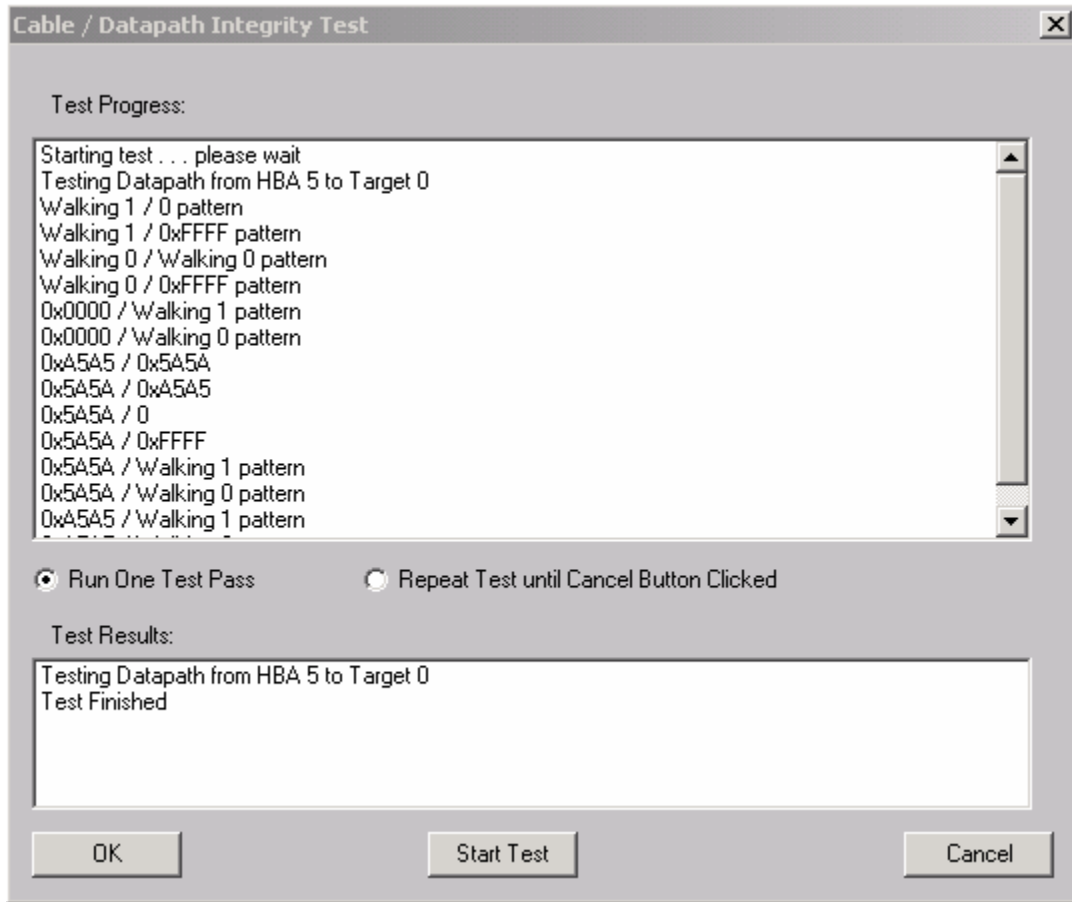 Cable / Datapath Integrity Test
Test Progress:
Starting test . . . please wait
Testing Datapath from HBA 5 to Target 0
Walking 1 / 0 pattern
Walking 1 / 0xFFFF pattern
Walking 0 / Walking 0 pattern
Walking 0 / 0xFFFF pattern
0x0000 / Walking 1 pattern
0x0000 / Walking 0 pattern
0xA5A5 / 0x5A5A
0x5A5A / 0xA5A5
0x5A5A / 0
0x5A5A / 0xFFFF
0x5A5A / Walking 1 pattern
0x5A5A / Walking 0 pattern
0xA5A5 / Walking 1 pattern
Run One Test Pass
Repeat Test until Cancel Button Clicked
Test Results:
Testing Datapath from HBA 5 to Target 0
Test Finished
OK
Start Test
Cancel